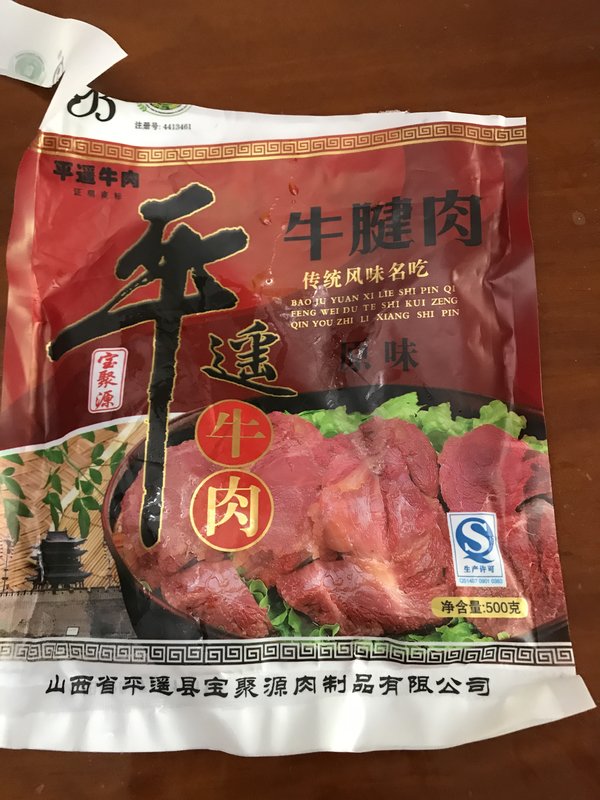 注册号: 4413461
平遥牛肉
证明商标
平遥牛肉
宝聚源
牛腱肉
传统风味名吃
BAO JU YUAN XI LIE SHI PIN QI
FENG WEI DU TE SHI KUI ZENG
QIN YOU ZHI LI XIANG SHI PIN
原味
S
生产许可
净含量:500克
山西省平遥县宝聚源肉制品有限公司